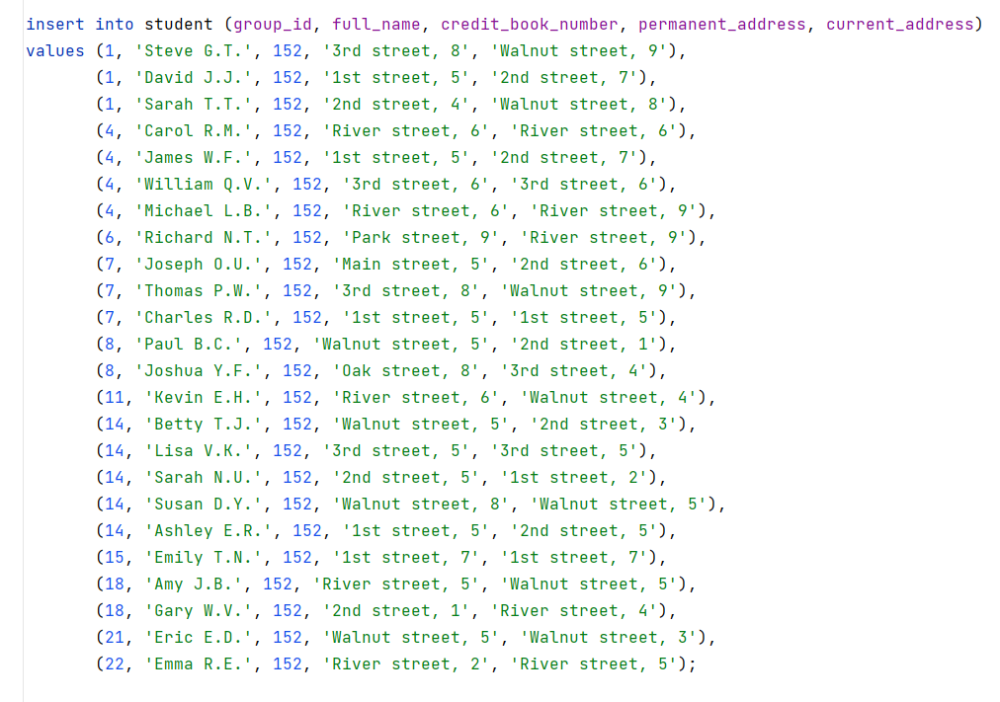 insert into student (group_id, full_name, credit_book_number, permanent_address, current_address)
values (1, 'Steve G.T.', 152, '3rd street, 8', 'Walnut street, 9'),
(1, 'David J.J.', 152, '1st street, 5', '2nd street, 7'),
(1, 'Sarah T.T.', 152, '2nd street, 4', 'Walnut street, 8'),
(4, 'Carol R.M.', 152, 'River street, 6', 'River street, 6'),
(4, 'James W.F.', 152, '1st street, 5', '2nd street, 7'),
(4, 'William Q.V.', 152, '3rd street, 6', '3rd street, 6'),
(4, 'Michael L.B.', 152, 'River street, 6', 'River street, 9'),
(6, 'Richard N.T.', 152, 'Park street, 9', 'River street, 9'),
(7, 'Joseph O.U.', 152, 'Main street, 5', '2nd street, 6'),
(7, 'Thomas P.W.', 152, '3rd street, 8', 'Walnut street, 9'),
(7, 'Charles R.D.', 152, '1st street, 5', '1st street, 5'),
(8, 'Paul B.C.', 152, 'Walnut street, 5', '2nd street, 1'),
(8, 'Joshua Y.F.', 152, 'Oak street, 8', '3rd street, 4'),
(11, 'Kevin E.H.', 152, 'River street, 6', 'Walnut street, 4'),
(14, 'Betty T.J.', 152, 'Walnut street, 5', '2nd street, 3'),
(14, 'Lisa V.K.', 152, '3rd street, 5', '3rd street, 5'),
(14, 'Sarah N.U.', 152, '2nd street, 5', '1st street, 2'),
(14, 'Susan D.Y.', 152, 'Walnut street, 8', 'Walnut street, 5'),
(14, 'Ashley E.R.', 152, '1st street, 5', '2nd street, 5'),
(15, 'Emily T.N.', 152, '1st street, 7', '1st street, 7'),
(18, 'Amy J.B.', 152, 'River street, 5', 'Walnut street, 5'),
(18, 'Gary W.V.', 152, '2nd street, 1', 'River street, 4'),
(21, 'Eric E.D.', 152, 'Walnut street, 5', 'Walnut street, 3'),
(22, 'Emma R.E.', 152, 'River street, 2', 'River street, 5');